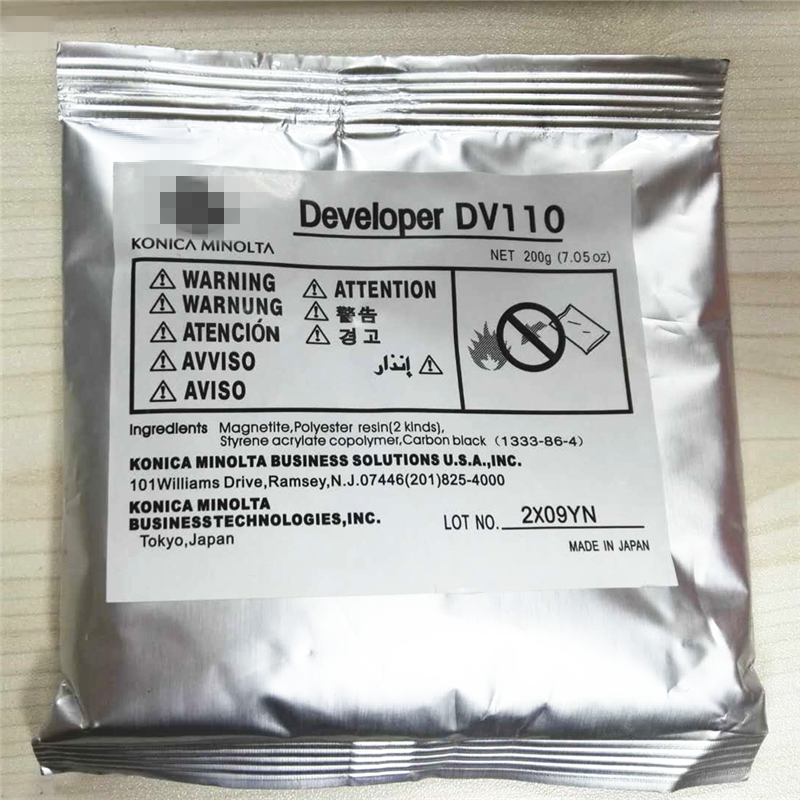 KONICA MINOLTA
Developer DV110
NET 200g (7.05 oz)
WARNING
WARNUNG
ATENCIÓN
AVVISO
AVISO
ATTENTION
警告
경고
إنذار
Ingredients Magnetite,Polyester resin(2 kinds),
Styrene acrylate copolymer,Carbon black (1333-86-4)
KONICA MINOLTA BUSINESS SOLUTIONS U.S.A.,INC.
101Williams Drive,Ramsey,N.J.07446(201)825-4000
KONICA MINOLTA
BUSINESSTECHNOLOGIES,INC.
Tokyo,Japan
LOT NO. 2X09YN
MADE IN JAPAN